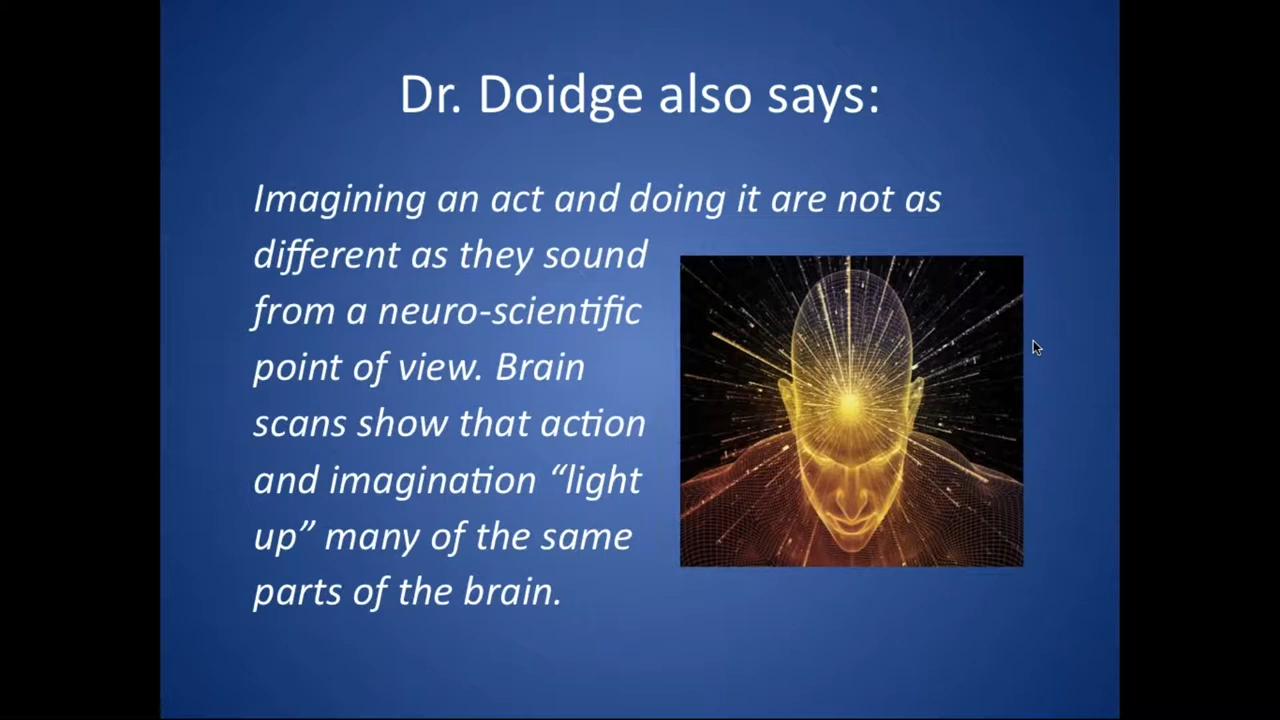 Dr. Doidge also says:
Imagining an act and doing it are not as
different as they sound
from a neuro-scientific
point of view. Brain
scans show that action
and imagination “light
up” many of the same
parts of the brain.